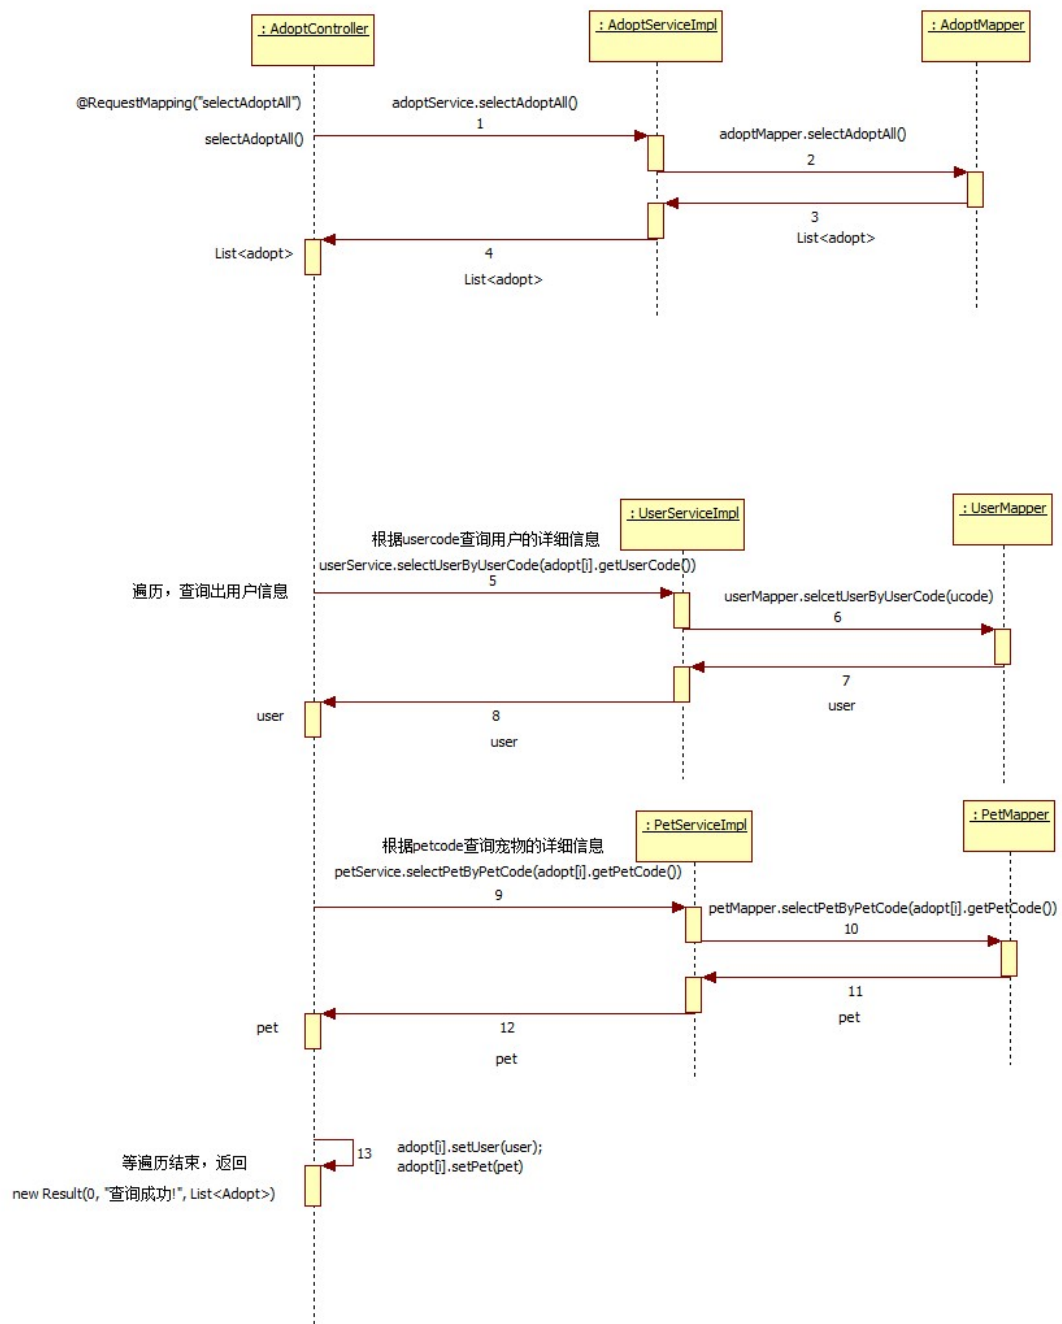 : AdoptController
: AdoptServiceImpl
: AdoptMapper
@RequestMapping("selectAdoptAll")
adoptService.selectAdoptAll()
1
selectAdoptAll()
adoptMapper.selectAdoptAll()
2
3
List<adopt>
List<adopt>
4
List<adopt>
: UserServiceImpl
: UserMapper
根据usercode查询用户的详细信息
userService.selectUserByUserCode(adopt[i].getUserCode())
5
遍历，查询出用户信息
userMapper.selcetUserByUserCode(ucode)
6
7
user
user
8
user
: PetServiceImpl
: PetMapper
根据petcode查询宠物的详细信息
petService.selectPetByPetCode(adopt[i].getPetCode())
9
petMapper.selectPetByPetCode(adopt[i].getPetCode())
10
11
pet
pet
12
pet
13
adopt[i].setUser(user);
adopt[i].setPet(pet)
等遍历结束，返回
new Result(0, "查询成功!", List<Adopt>)